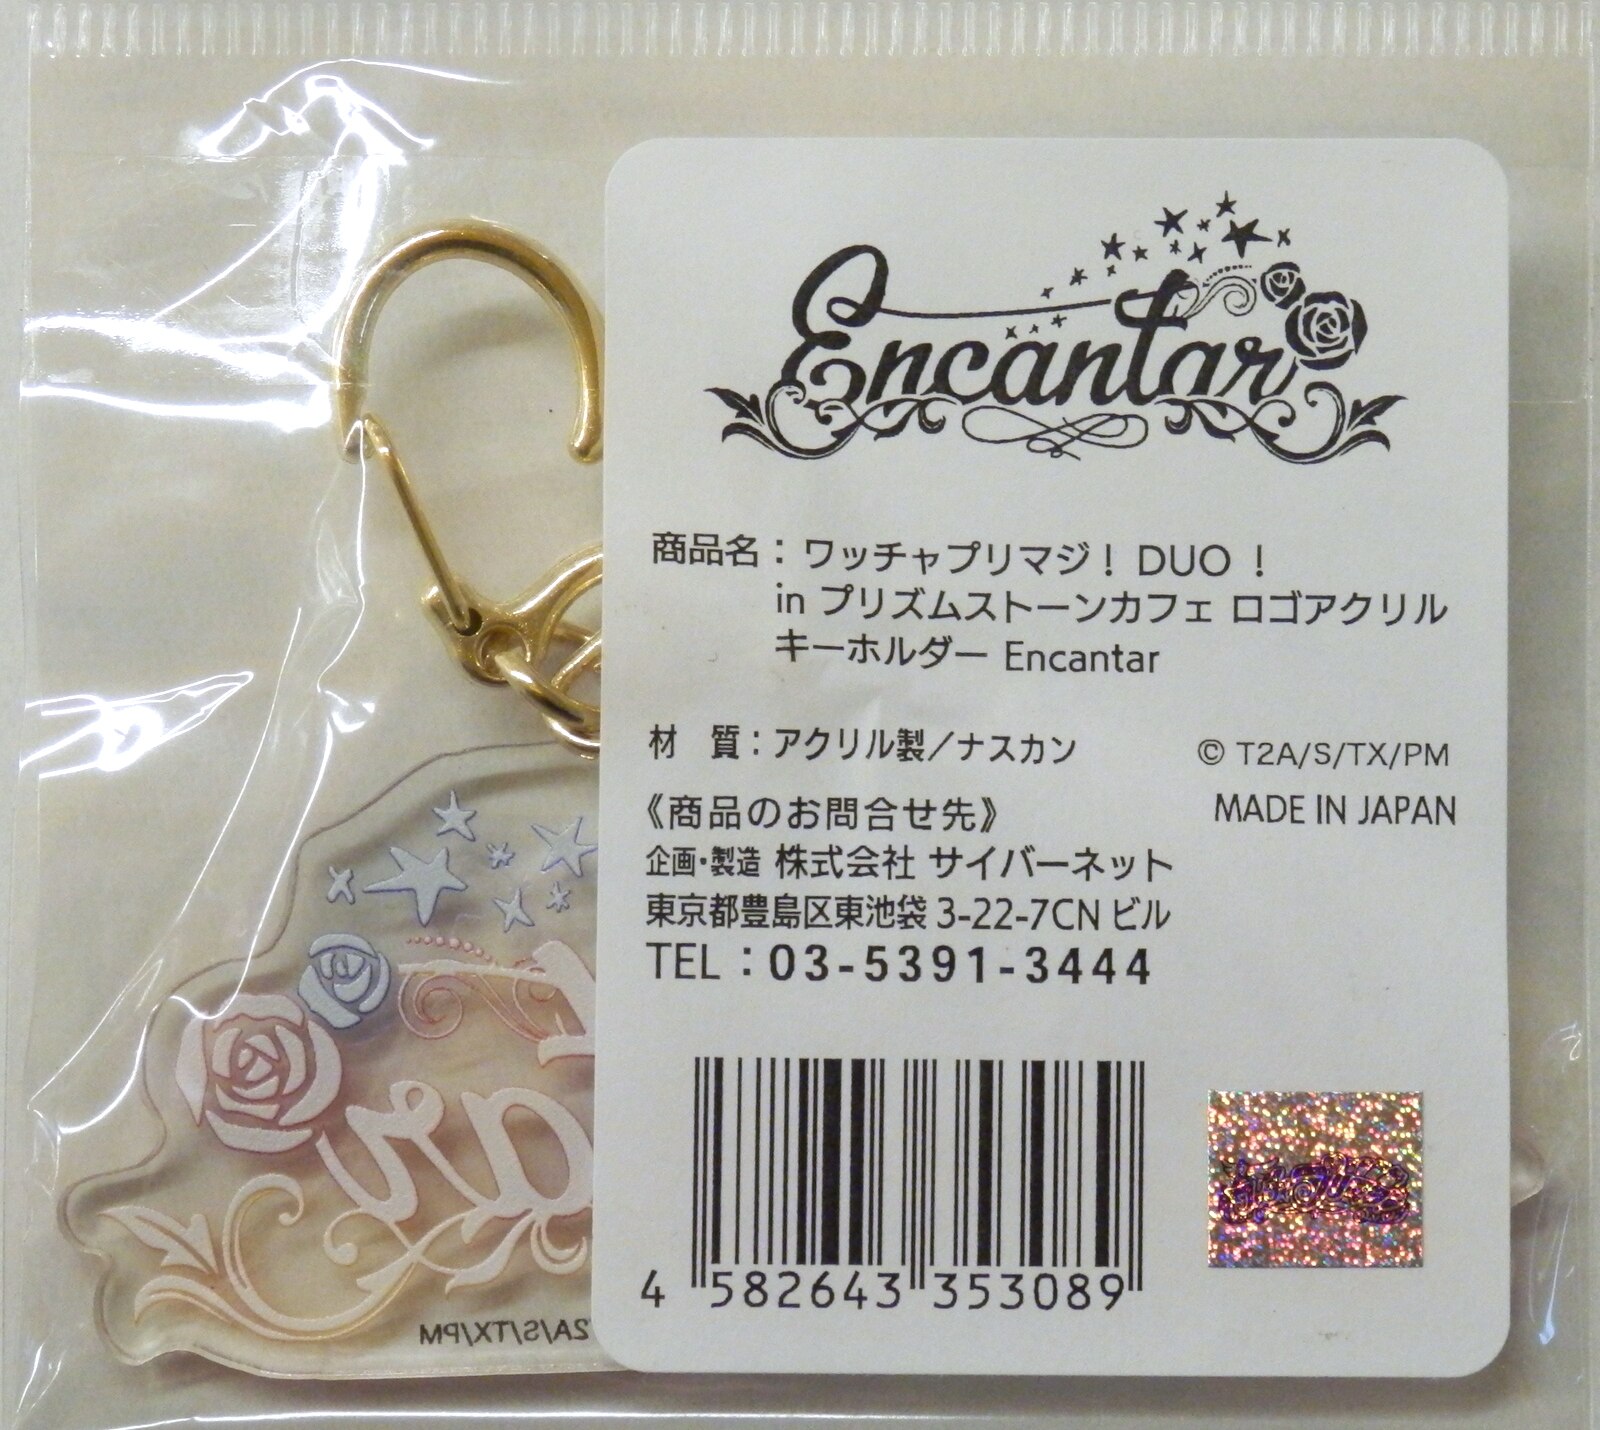 Encantar
商品名：ワッチャプリマジ！DUO！
in プリズムストーンカフェ ロゴアクリル
キーホルダー Encantar
材　質：アクリル製／ナスカン
© T2A/S/TX/PM
MADE IN JAPAN
《商品のお問合せ先》
企画・製造 株式会社 サイバーネット
東京都豊島区東池袋 3-22-7CN ビル
TEL：03-5391-3444
4 582643 353089
2A/S/TX/PM
ar